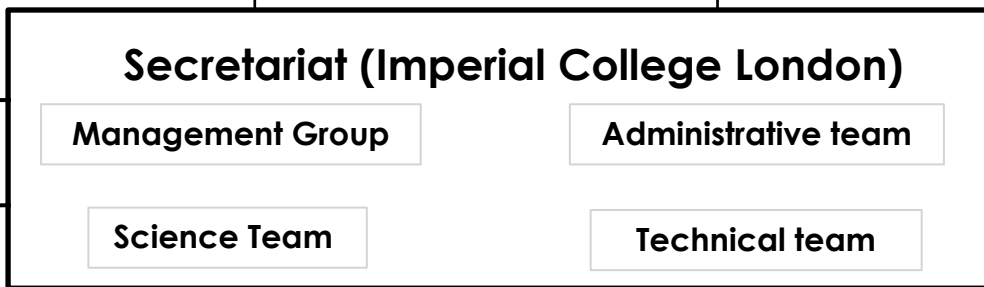 Secretariat (Imperial College London)
Management Group
Administrative team
Science Team
Technical team